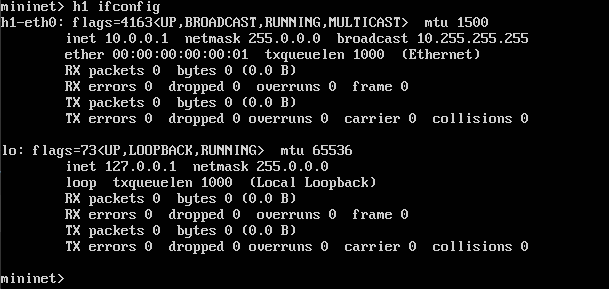 mininet> h1 ifconfig
h1-eth0: flags=4163<UP,BROADCAST,RUNNING,MULTICAST>  mtu 1500
        inet 10.0.0.1  netmask 255.0.0.0  broadcast 10.255.255.255
        ether 00:00:00:00:00:01  txqueuelen 1000  (Ethernet)
        RX packets 0  bytes 0 (0.0 B)
        RX errors 0  dropped 0  overruns 0  frame 0
        TX packets 0  bytes 0 (0.0 B)
        TX errors 0  dropped 0 overruns 0  carrier 0  collisions 0

lo: flags=73<UP,LOOPBACK,RUNNING>  mtu 65536
        inet 127.0.0.1  netmask 255.0.0.0
        loop  txqueuelen 1000  (Local Loopback)
        RX packets 0  bytes 0 (0.0 B)
        RX errors 0  dropped 0  overruns 0  frame 0
        TX packets 0  bytes 0 (0.0 B)
        TX errors 0  dropped 0 overruns 0  carrier 0  collisions 0

mininet>